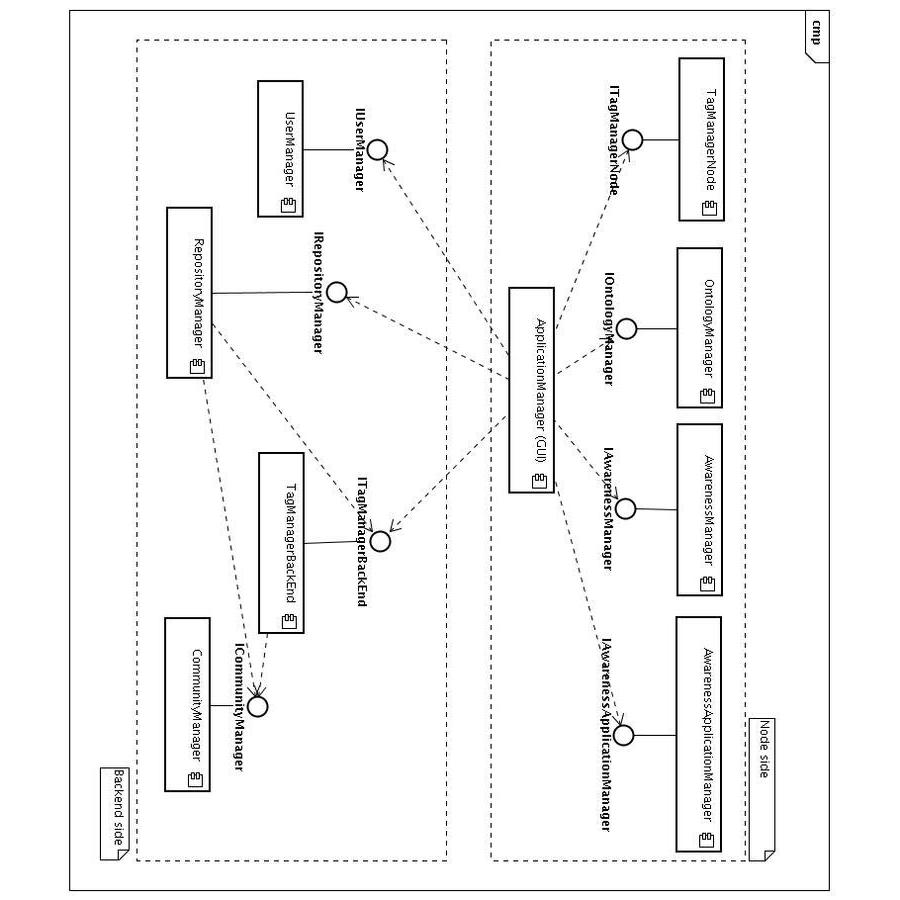 cmp
Node side
TagManagerNode
OntologyManager
AwarenessManager
AwarenessApplicationManager
ITagManagerNode
IOntologyManager
IAwarenessManager
IAwarenessApplicationManager
ApplicationManager (GUI)
IUserManager
ITagManagerBackEnd
IRepositoryManager
UserManager
TagManagerBackEnd
ICommunityManager
RepositoryManager
CommunityManager
Backend side